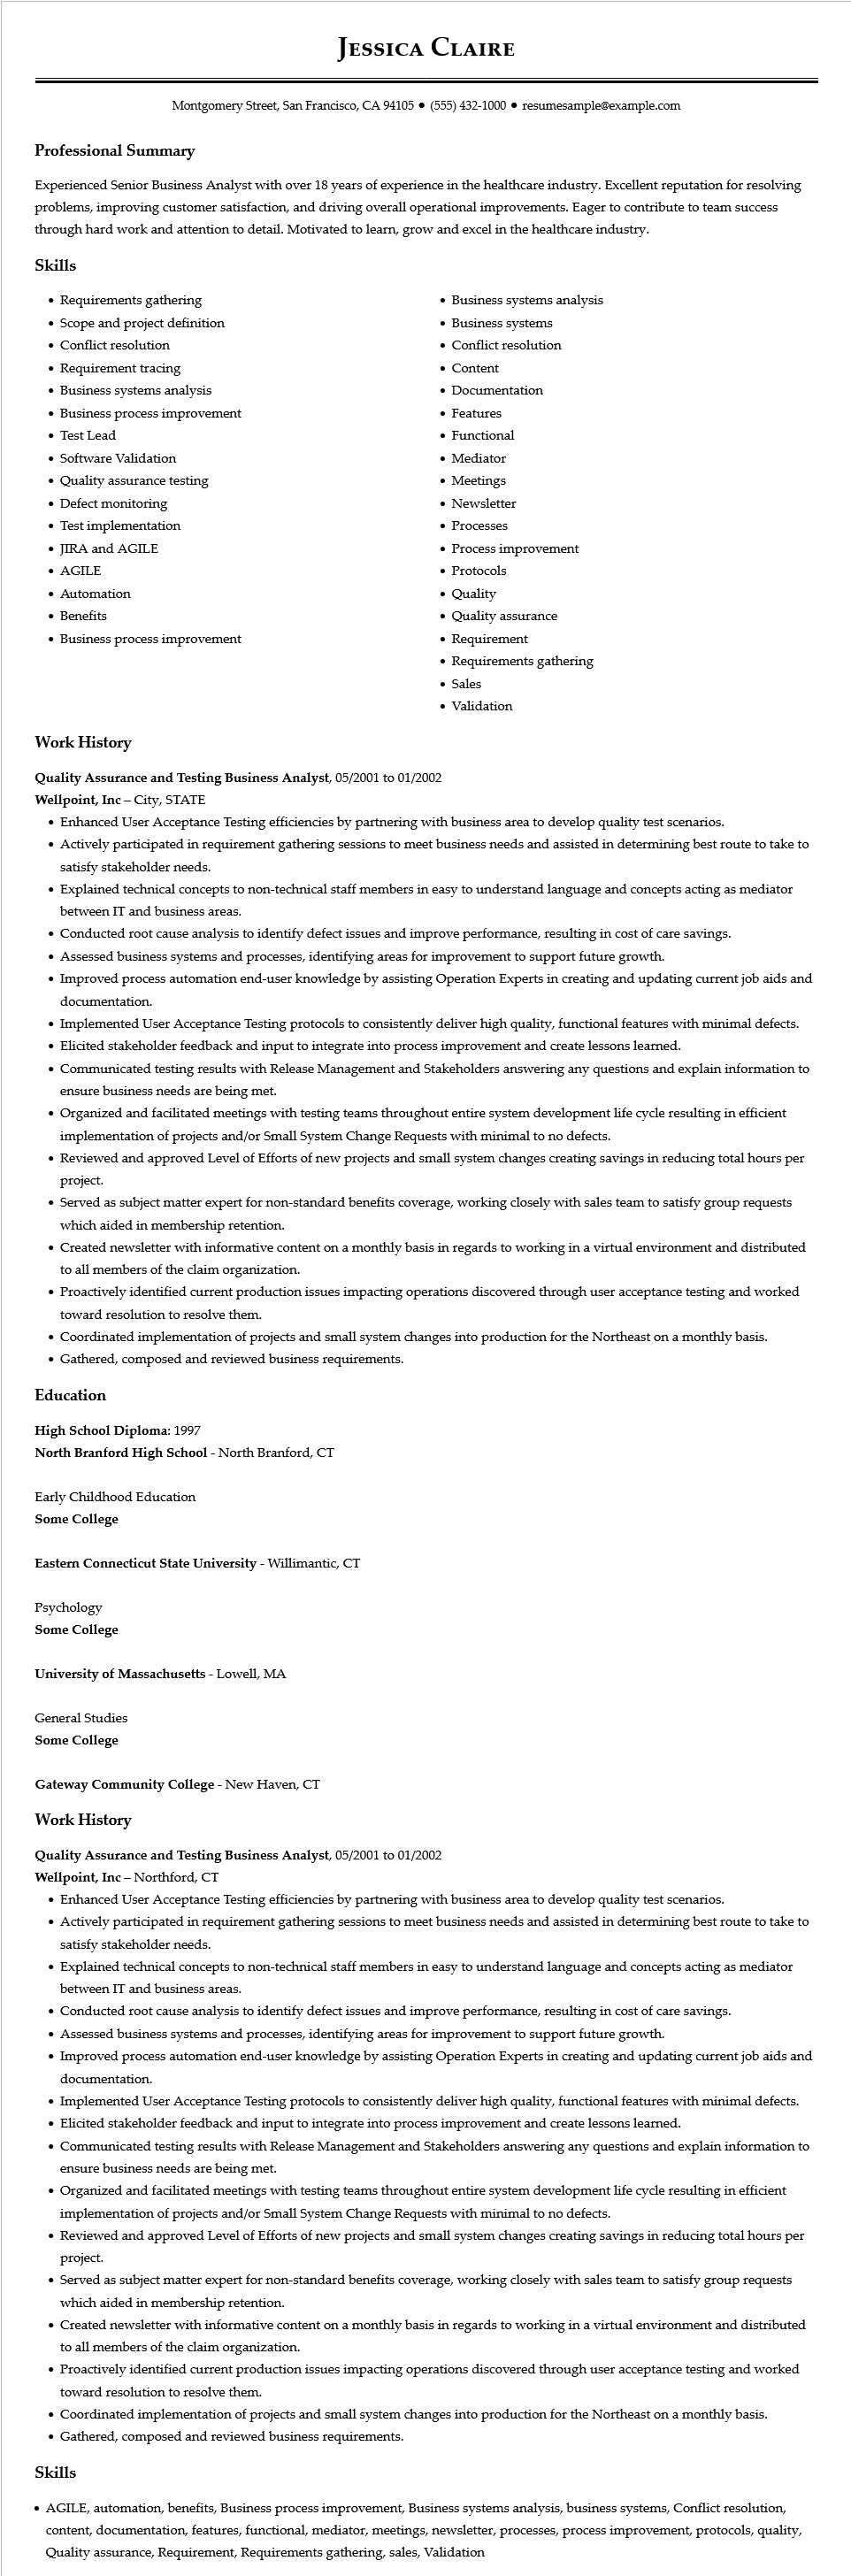 Jessica Claire
Montgomery Street, San Francisco, CA 94105 ● (555) 432-1000 ● resumesample@example.com
Professional Summary
Experienced Senior Business Analyst with over 18 years of experience in the healthcare industry. Excellent reputation for resolving
problems, improving customer satisfaction, and driving overall operational improvements. Eager to contribute to team success
through hard work and attention to detail. Motivated to learn, grow and excel in the healthcare industry.
Skills
• Requirements gathering
• Scope and project definition
• Conflict resolution
• Requirement tracing
• Business systems analysis
• Business process improvement
• Test Lead
• Software Validation
• Quality assurance testing
• Defect monitoring
• Test implementation
• JIRA and AGILE
• AGILE
• Automation
• Benefits
• Business process improvement
• Business systems analysis
• Business systems
• Conflict resolution
• Content
• Documentation
• Features
• Functional
• Mediator
• Meetings
• Newsletter
• Processes
• Process improvement
• Protocols
• Quality
• Quality assurance
• Requirement
• Requirements gathering
• Sales
• Validation
Work History
Quality Assurance and Testing Business Analyst, 05/2001 to 01/2002
Wellpoint, Inc – City, STATE
• Enhanced User Acceptance Testing efficiencies by partnering with business area to develop quality test scenarios.
• Actively participated in requirement gathering sessions to meet business needs and assisted in determining best route to take to
satisfy stakeholder needs.
• Explained technical concepts to non-technical staff members in easy to understand language and concepts acting as mediator
between IT and business areas.
• Conducted root cause analysis to identify defect issues and improve performance, resulting in cost of care savings.
• Assessed business systems and processes, identifying areas for improvement to support future growth.
• Improved process automation end-user knowledge by assisting Operation Experts in creating and updating current job aids and
documentation.
• Implemented User Acceptance Testing protocols to consistently deliver high quality, functional features with minimal defects.
• Elicited stakeholder feedback and input to integrate into process improvement and create lessons learned.
• Communicated testing results with Release Management and Stakeholders answering any questions and explain information to
ensure business needs are being met.
• Organized and facilitated meetings with testing teams throughout entire system development life cycle resulting in efficient
implementation of projects and/or Small System Change Requests with minimal to no defects.
• Reviewed and approved Level of Efforts of new projects and small system changes creating savings in reducing total hours per
project.
• Served as subject matter expert for non-standard benefits coverage, working closely with sales team to satisfy group requests
which aided in membership retention.
• Created newsletter with informative content on a monthly basis in regards to working in a virtual environment and distributed
to all members of the claim organization.
• Proactively identified current production issues impacting operations discovered through user acceptance testing and worked
toward resolution to resolve them.
• Coordinated implementation of projects and small system changes into production for the Northeast on a monthly basis.
• Gathered, composed and reviewed business requirements.
Education
High School Diploma: 1997
North Branford High School - North Branford, CT
Early Childhood Education
Some College
Eastern Connecticut State University - Willimantic, CT
Psychology
Some College
University of Massachusetts - Lowell, MA
General Studies
Some College
Gateway Community College - New Haven, CT
Work History
Quality Assurance and Testing Business Analyst, 05/2001 to 01/2002
Wellpoint, Inc – Northford, CT
• Enhanced User Acceptance Testing efficiencies by partnering with business area to develop quality test scenarios.
• Actively participated in requirement gathering sessions to meet business needs and assisted in determining best route to take to
satisfy stakeholder needs.
• Explained technical concepts to non-technical staff members in easy to understand language and concepts acting as mediator
between IT and business areas.
• Conducted root cause analysis to identify defect issues and improve performance, resulting in cost of care savings.
• Assessed business systems and processes, identifying areas for improvement to support future growth.
• Improved process automation end-user knowledge by assisting Operation Experts in creating and updating current job aids and
documentation.
• Implemented User Acceptance Testing protocols to consistently deliver high quality, functional features with minimal defects.
• Elicited stakeholder feedback and input to integrate into process improvement and create lessons learned.
• Communicated testing results with Release Management and Stakeholders answering any questions and explain information to
ensure business needs are being met.
• Organized and facilitated meetings with testing teams throughout entire system development life cycle resulting in efficient
implementation of projects and/or Small System Change Requests with minimal to no defects.
• Reviewed and approved Level of Efforts of new projects and small system changes creating savings in reducing total hours per
project.
• Served as subject matter expert for non-standard benefits coverage, working closely with sales team to satisfy group requests
which aided in membership retention.
• Created newsletter with informative content on a monthly basis in regards to working in a virtual environment and distributed
to all members of the claim organization.
• Proactively identified current production issues impacting operations discovered through user acceptance testing and worked
toward resolution to resolve them.
• Coordinated implementation of projects and small system changes into production for the Northeast on a monthly basis.
• Gathered, composed and reviewed business requirements.
Skills
• AGILE, automation, benefits, Business process improvement, Business systems analysis, business systems, Conflict resolution,
content, documentation, features, functional, mediator, meetings, newsletter, processes, process improvement, protocols, quality,
Quality assurance, Requirement, Requirements gathering, sales, Validation